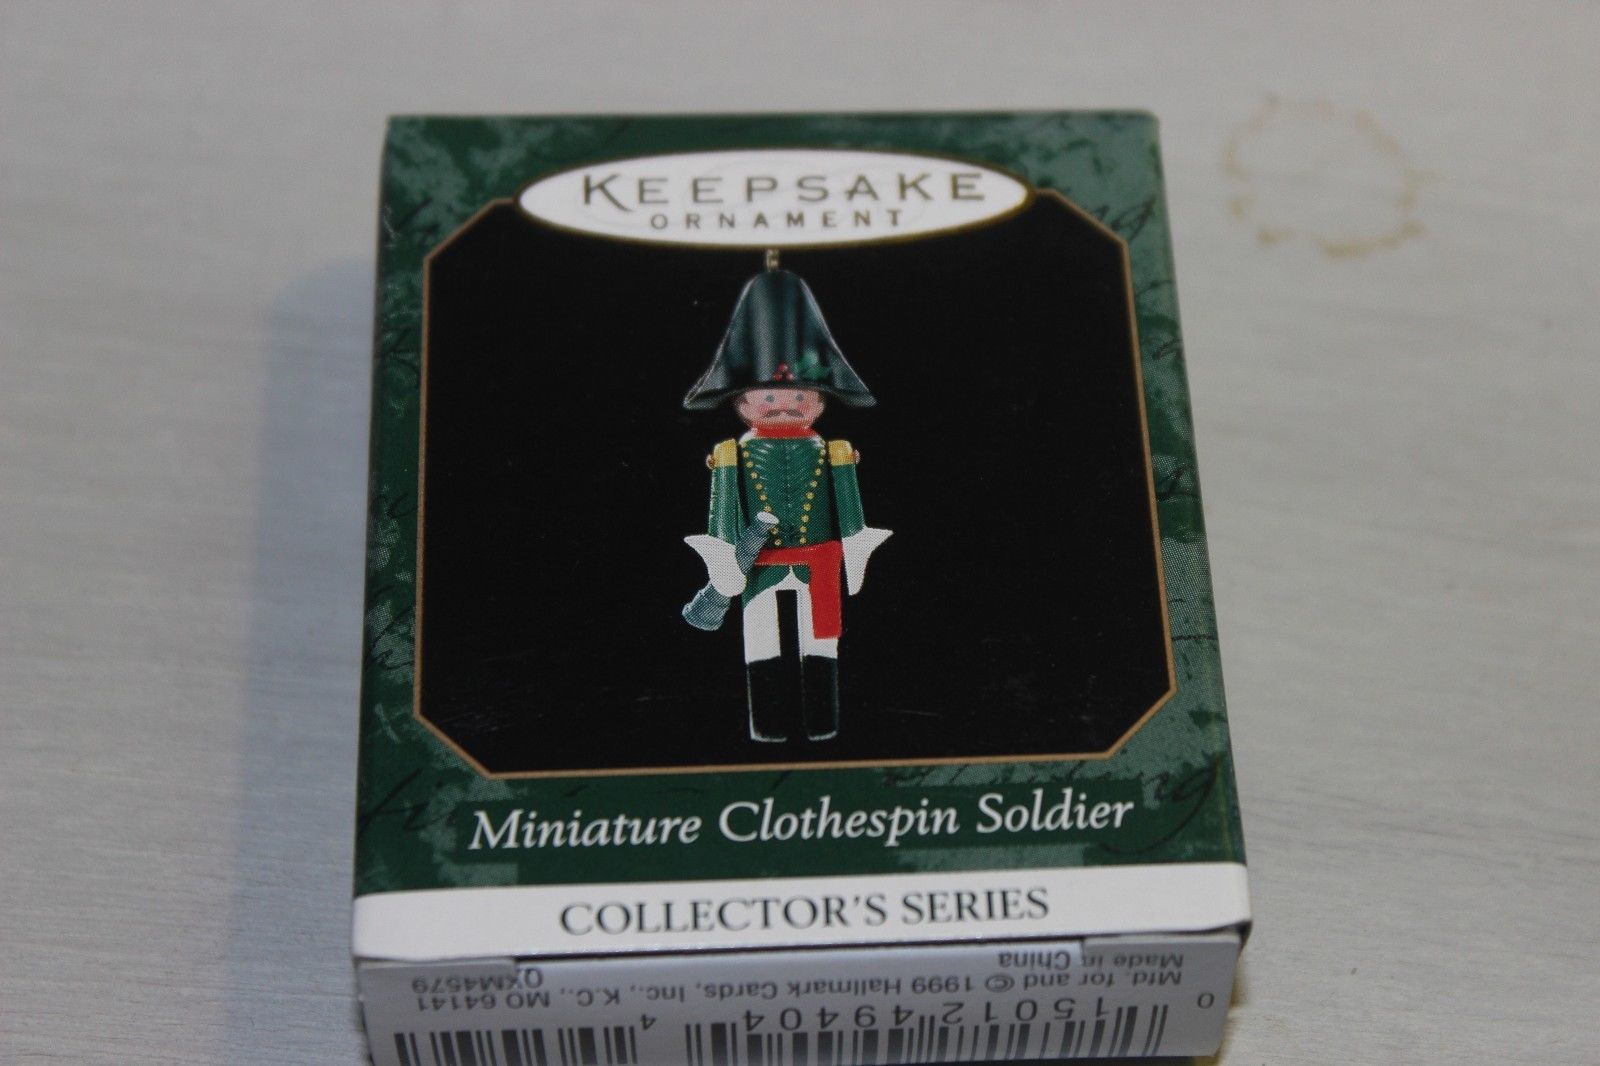 KEEPSAKE
ORNAMENT
Miniature Clothespin Soldier
COLLECTOR'S SERIES
0 15012 49404 4
Mfd. for and © 1999 Hallmark Cards, Inc., K.C., MO 64141
Made in China
QXM4579